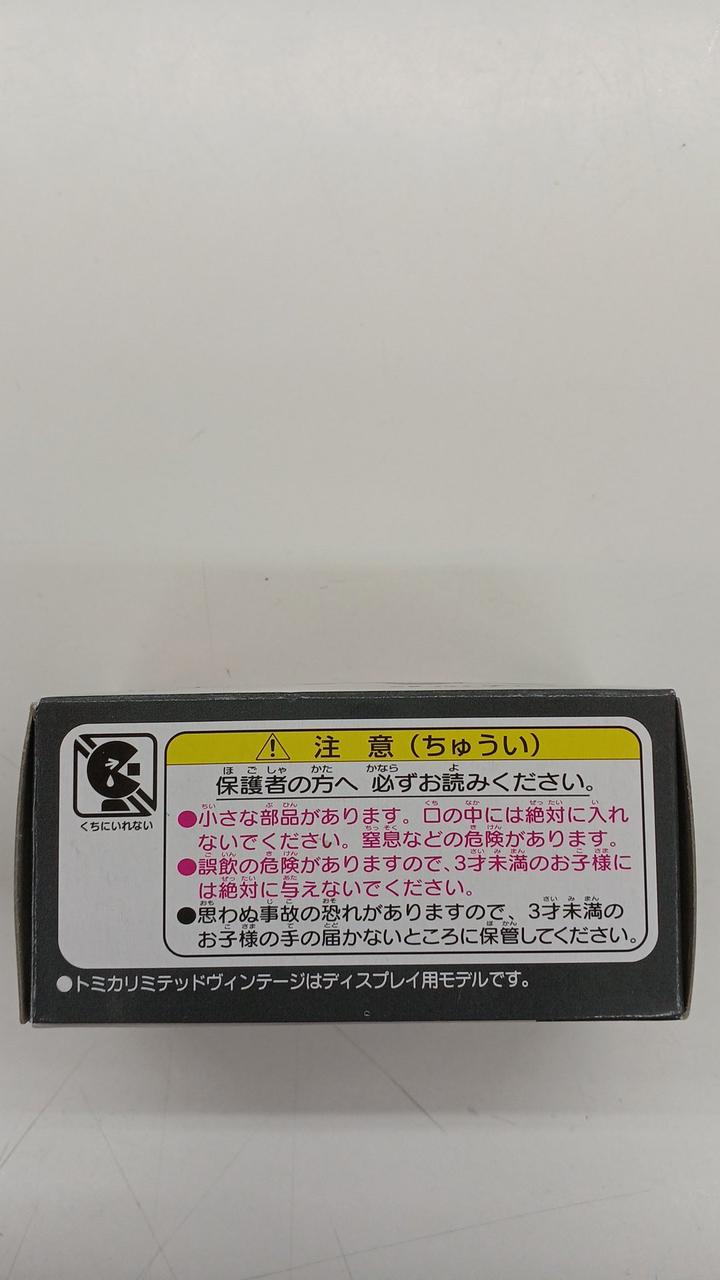 ⚠ 注 意（ちゅうい）
保護者の方へ 必ずお読みください。
くちにいれない
●小さな部品があります。口の中には絶対に入れ
ないでください。窒息などの危険があります。
●誤飲の危険がありますので、3才未満のお子様に
は絶対に与えないでください。
●思わぬ事故の恐れがありますので、3才未満の
お子様の手の届かないところに保管してください。
●トミカリミテッドヴィンテージはディスプレイ用モデルです。